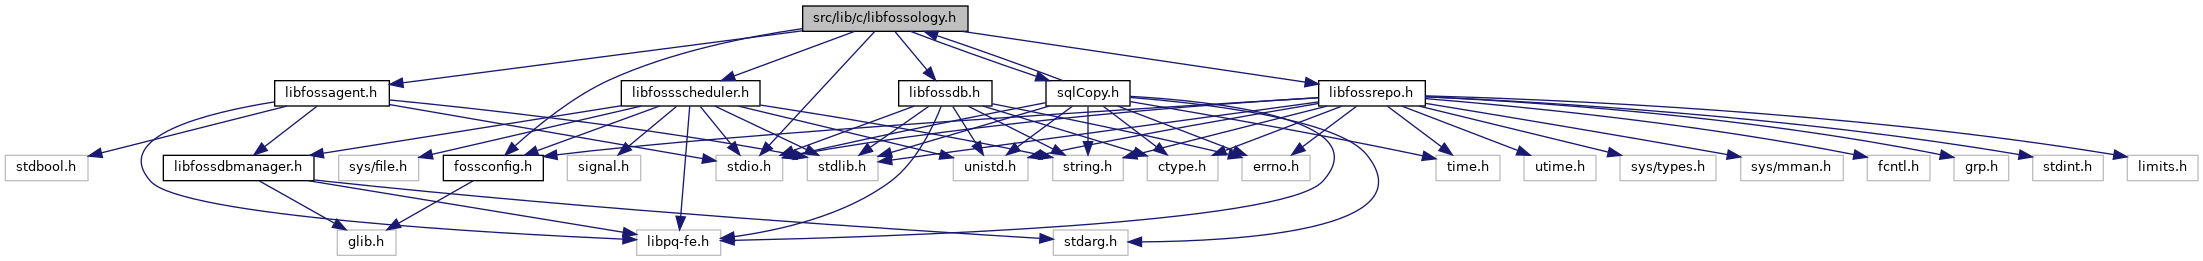 src/lib/c/libfossology.h
libfossagent.h
libfossscheduler.h
libfossdb.h
sqlCopy.h
libfossrepo.h
stdbool.h
libfossdbmanager.h
sys/file.h
fossconfig.h
signal.h
stdio.h
stdlib.h
unistd.h
string.h
ctype.h
errno.h
time.h
utime.h
sys/types.h
sys/mman.h
fcntl.h
grp.h
stdint.h
limits.h
glib.h
libpq-fe.h
stdarg.h